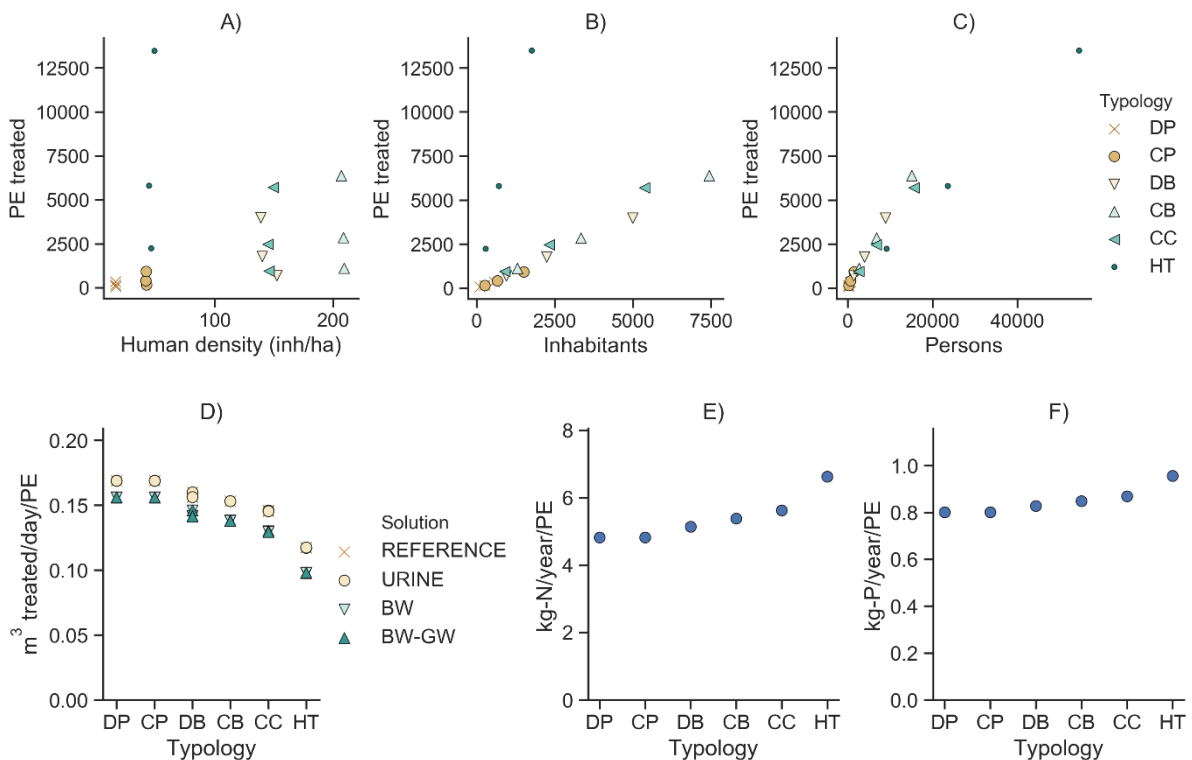 A)
B)
C)
PE treated
12500
10000
7500
5000
2500
0
100
200
Human density (inh/ha)
PE treated
12500
10000
7500
5000
2500
0
0
2500
5000
7500
Inhabitants
PE treated
12500
10000
7500
5000
2500
0
0
20000
40000
Persons
Typology
DP
CP
DB
CB
CC
HT
D)
E)
F)
m³ treated/day/PE
0.20
0.15
0.10
0.05
0.00
DP CP DB CB CC HT
Typology
Solution
REFERENCE
URINE
BW
BW-GW
kg-N/year/PE
8
6
4
2
0
DP CP DB CB CC HT
Typology
kg-P/year/PE
1.0
0.8
0.6
0.4
0.2
0.0
DP CP DB CB CC HT
Typology